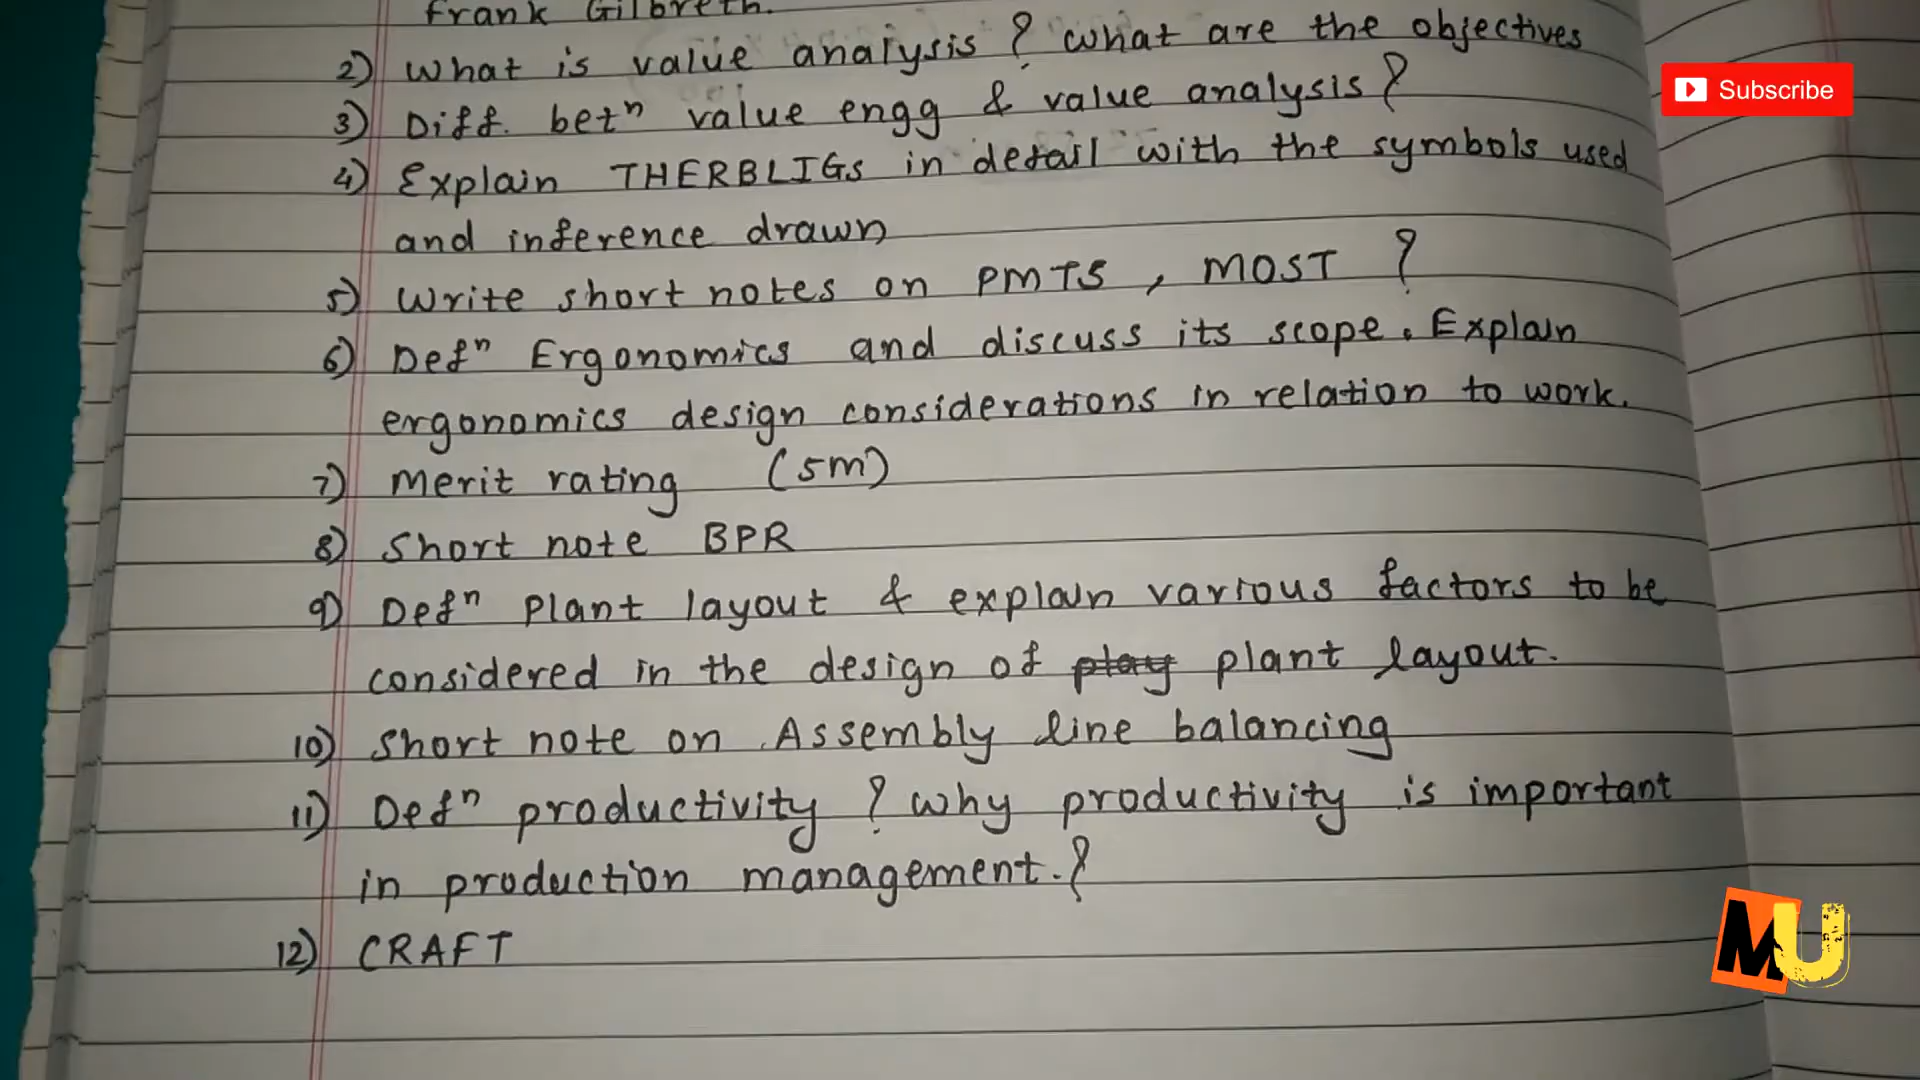 Frank Gilbreth.
2) What is value analysis ? what are the objectives
3) Diff. betⁿ value engg & value analysis ?
4) Explain THERBLIGs in detail with the symbols used
and inference drawn
5) Write short notes on PMTS , MOST ?
6) Defⁿ Ergonomics and discuss its scope. Explain
ergonomics design considerations in relation to work.
7) Merit rating (5M)
8) Short note BPR
9) Defⁿ Plant layout & explain various factors to be
considered in the design of play plant layout.
10) Short note on Assembly line balancing
11) Defⁿ productivity ? why productivity is important
in production management. ?
12) CRAFT
Subscribe
MU